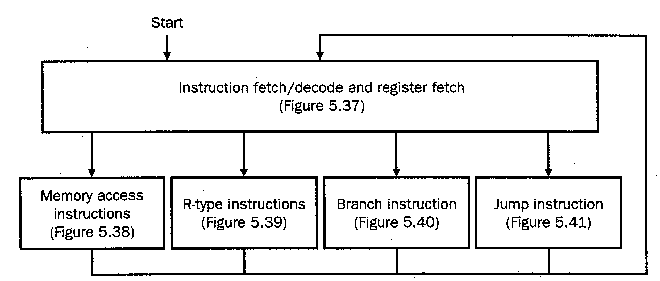 Start
Instruction fetch/decode and register fetch
(Figure 5.37)
Memory access
instructions
(Figure 5.38)
R-type instructions
(Figure 5.39)
Branch instruction
(Figure 5.40)
Jump instruction
(Figure 5.41)